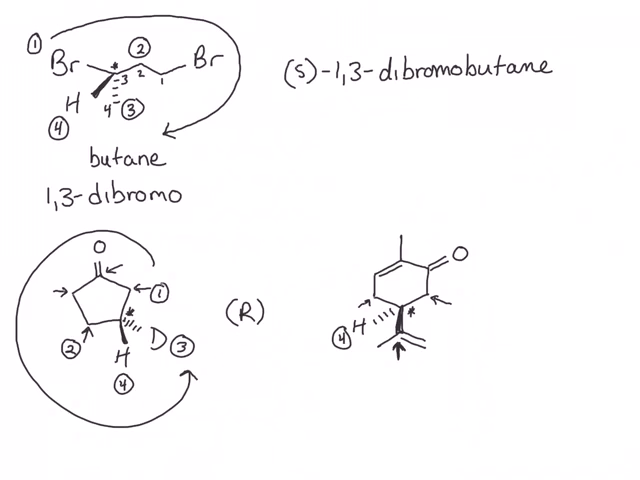 ①
Br * ② Br
3 2 1
H 4 ③
④
(S)-1,3-dibromobutane
butane
1,3-dibromo
O
①
*
② D ③
H
④
(R)
O
H *
④